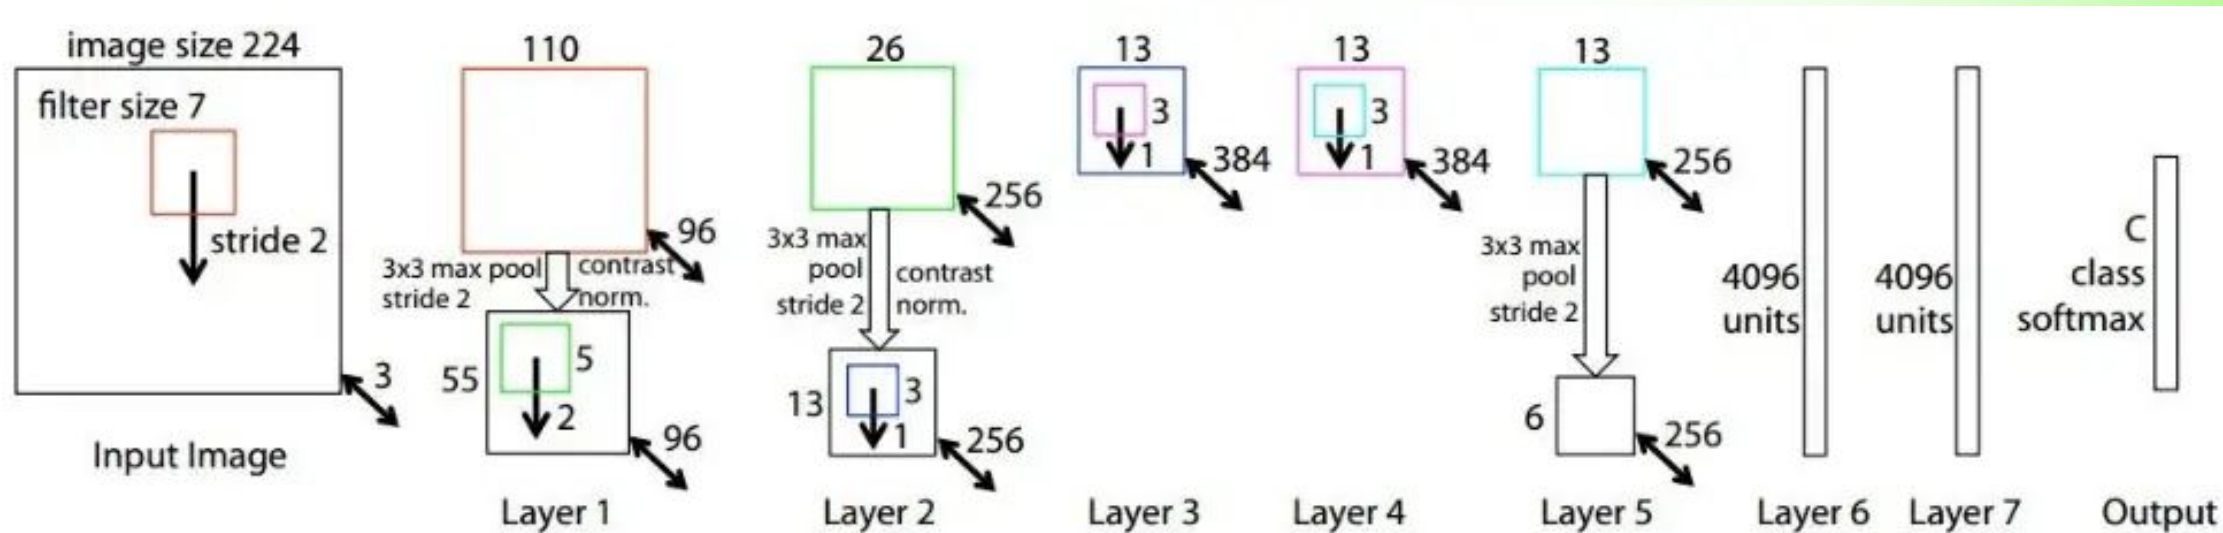 image size 224
filter size 7
stride 2
3
Input Image
110
96
3x3 max pool
stride 2
contrast
norm.
55
5
2
96
Layer 1
26
256
3x3 max
pool
stride 2
contrast
norm.
13
3
1
256
Layer 2
13
3
1
384
Layer 3
13
3
1
384
Layer 4
13
256
3x3 max
pool
stride 2
6
256
Layer 5
4096
units
Layer 6
4096
units
Layer 7
C
class
softmax
Output